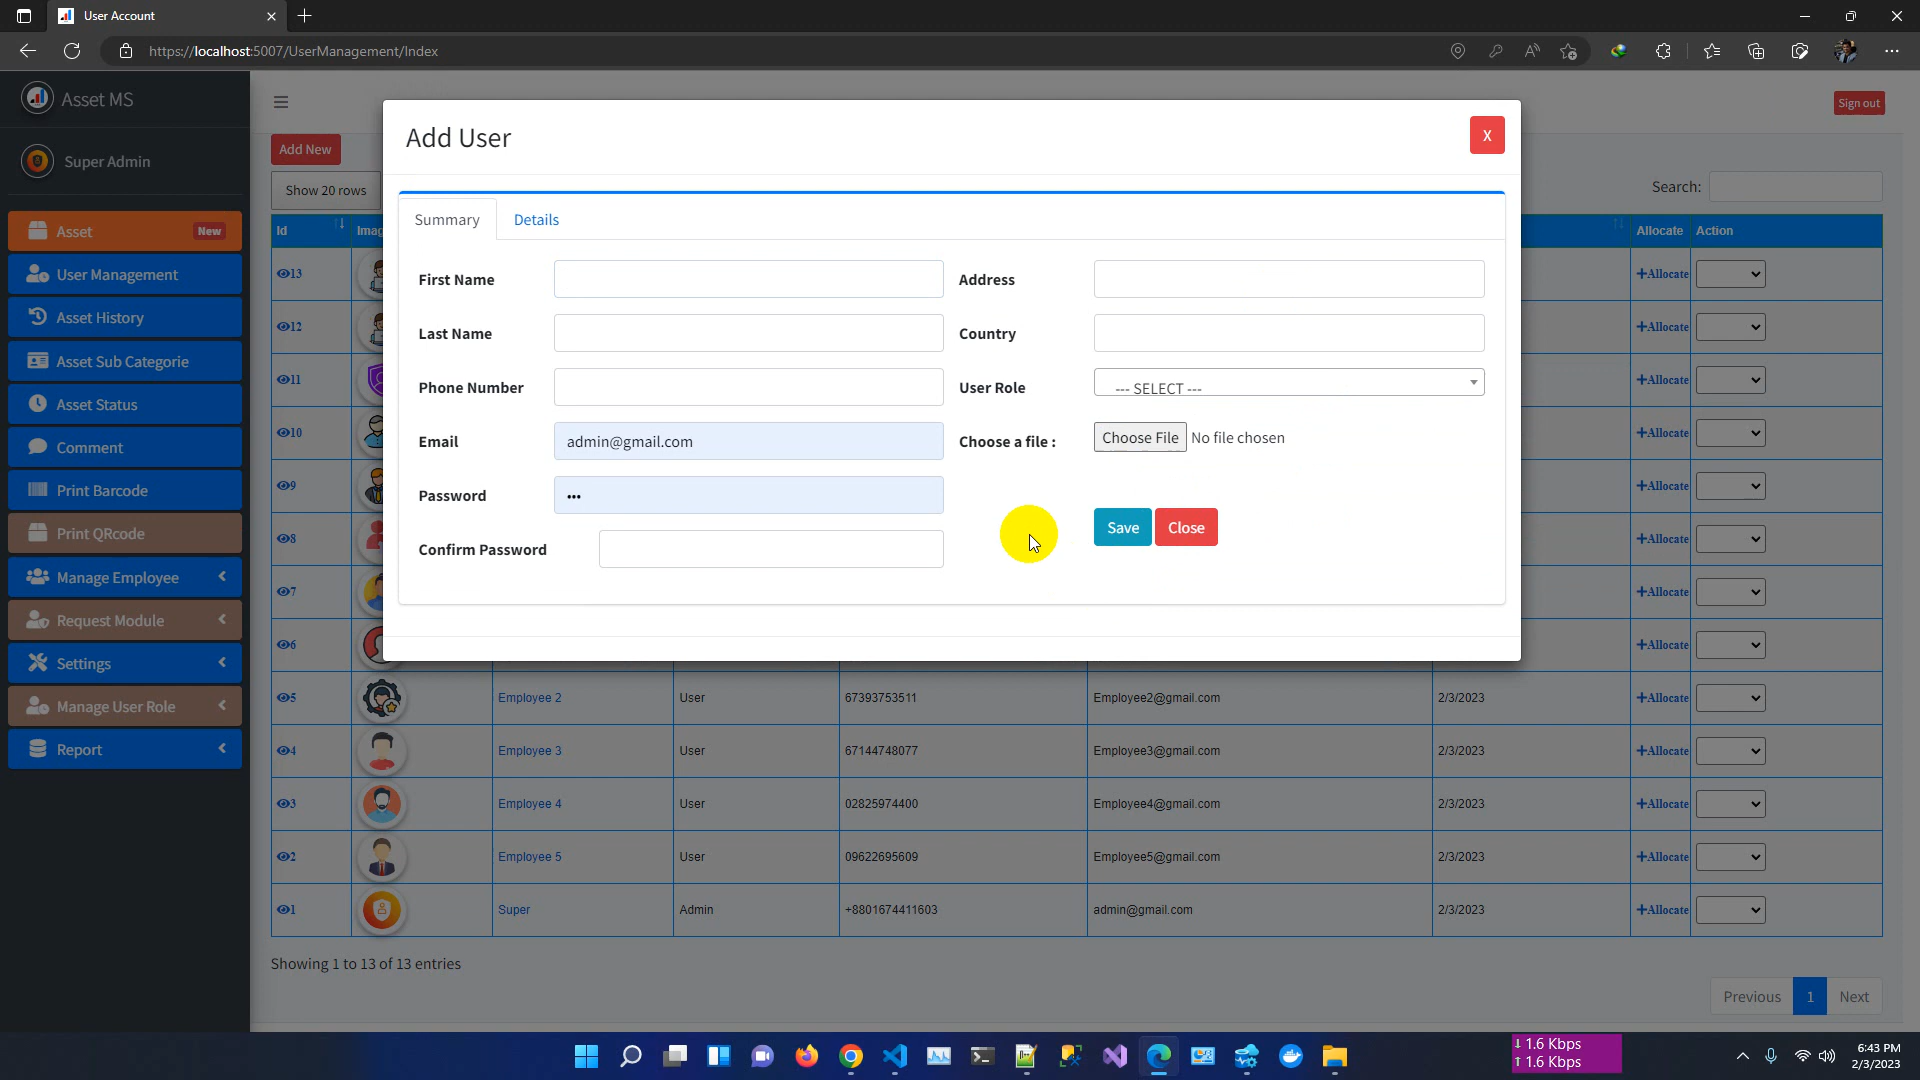 User Account
https://localhost:5007/UserManagement/Index
Asset MS
Super Admin
Asset New
User Management
Asset History
Asset Sub Categorie
Asset Status
Comment
Print Barcode
Print QRcode
Manage Employee
Request Module
Settings
Manage User Role
Report
Sign out
Add New
Show 20 rows
Search:
Add User
X
Summary Details
First Name
Last Name
Phone Number
Email admin@gmail.com
Password •••
Confirm Password
Address
Country
User Role --- SELECT ---
Choose a file : Choose File No file chosen
Save Close
Id Imag Allocate Action
13 +Allocate
12 +Allocate
11 +Allocate
10 +Allocate
9 +Allocate
8 +Allocate
7 +Allocate
6 +Allocate
5 Employee 2 User 67393753511 Employee2@gmail.com 2/3/2023 +Allocate
4 Employee 3 User 67144748077 Employee3@gmail.com 2/3/2023 +Allocate
3 Employee 4 User 02825974400 Employee4@gmail.com 2/3/2023 +Allocate
2 Employee 5 User 09622695609 Employee5@gmail.com 2/3/2023 +Allocate
1 Super Admin +8801674411603 admin@gmail.com 2/3/2023 +Allocate
Showing 1 to 13 of 13 entries
Previous 1 Next
↓ 1.6 Kbps
↑ 1.6 Kbps
6:43 PM
2/3/2023